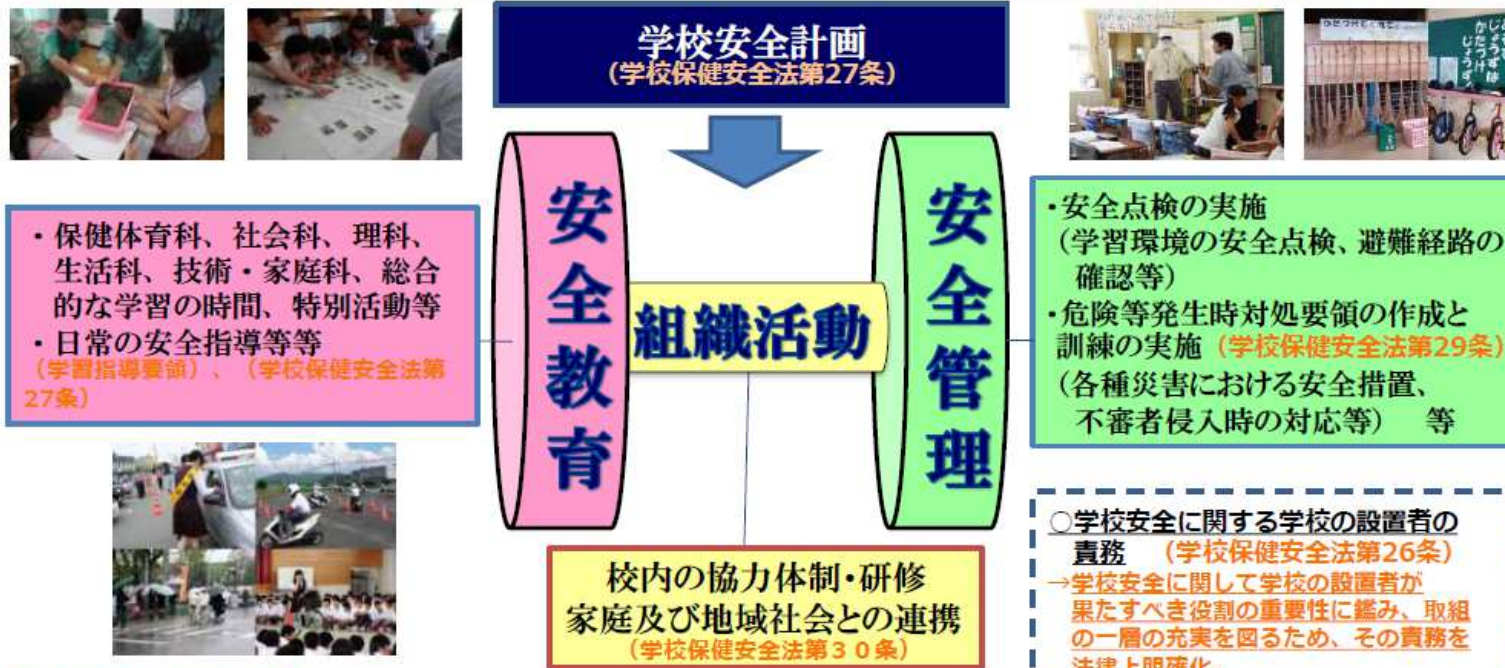 学校安全計画
(学校保健安全法第27条)
・保健体育科、社会科、理科、
生活科、技術・家庭科、総合
的な学習の時間、特別活動等
・日常の安全指導等等
(学習指導要領)、(学校保健安全法第
27条)
安全教育
組織活動
安全管理
・安全点検の実施
(学習環境の安全点検、避難経路の
確認等)
・危険等発生時対処要領の作成と
訓練の実施 (学校保健安全法第29条)
(各種災害における安全措置、
不審者侵入時の対応等) 等
校内の協力体制・研修
家庭及び地域社会との連携
(学校保健安全法第30条)
○学校安全に関する学校の設置者の
責務 (学校保健安全法第26条)
→学校安全に関して学校の設置者が
果たすべき役割の重要性に鑑み、取組
の一層の充実を図るため、その責務を
法律上明確化